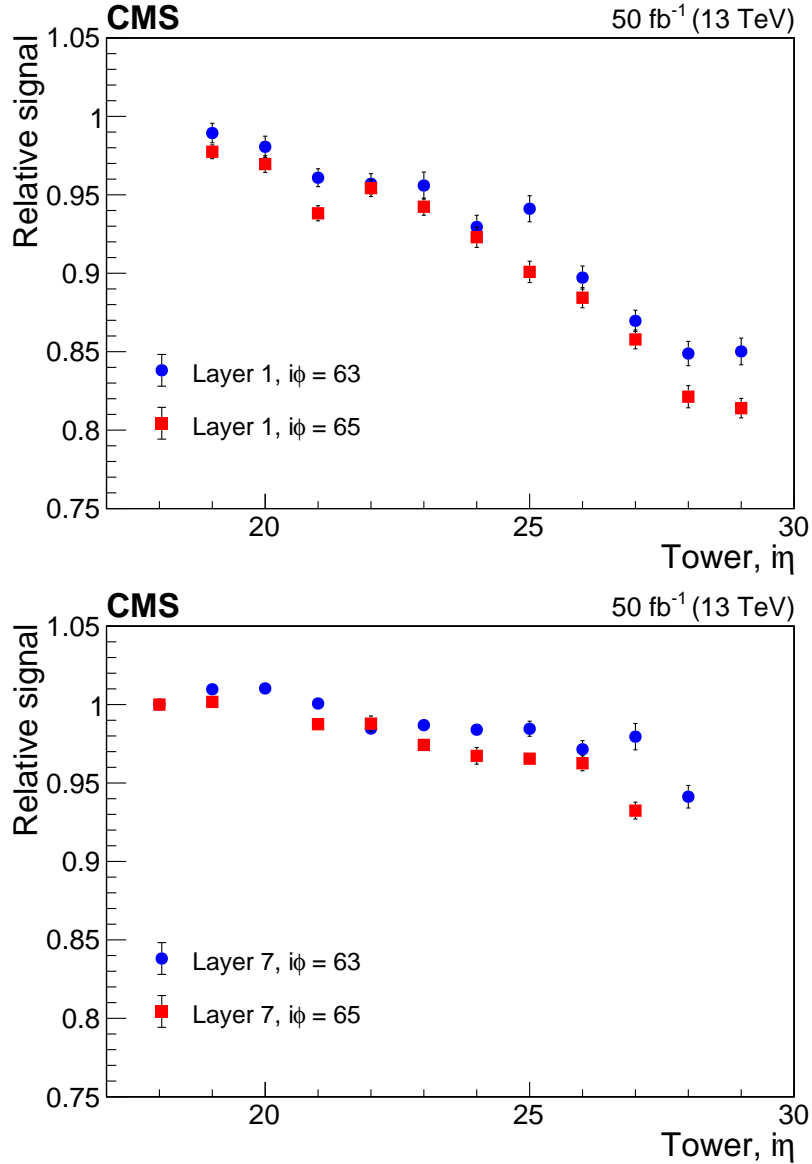 CMS 50 fb⁻¹ (13 TeV)
Relative signal
1.05
1
0.95
0.9
0.85
0.8
0.75
Layer 1, iϕ = 63
Layer 1, iϕ = 65
20 25 30
Tower, iη
CMS 50 fb⁻¹ (13 TeV)
Relative signal
1.05
1
0.95
0.9
0.85
0.8
0.75
Layer 7, iϕ = 63
Layer 7, iϕ = 65
20 25 30
Tower, iη